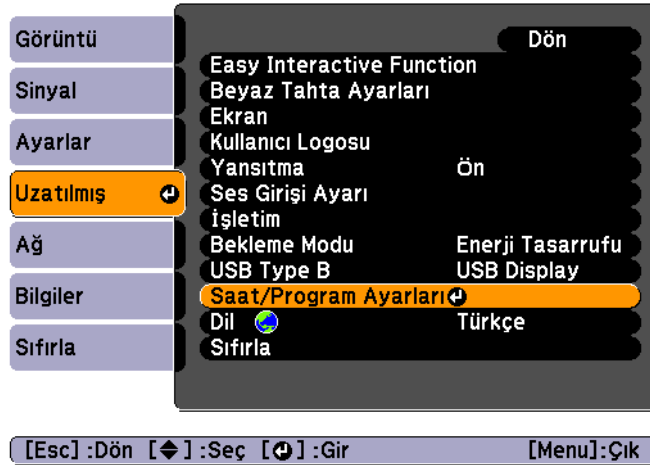 Görüntü
Sinyal
Ayarlar
Uzatılmış
Ağ
Bilgiler
Sıfırla
Dön
Easy Interactive Function
Beyaz Tahta Ayarları
Ekran
Kullanıcı Logosu
Yansıtma Ön
Ses Girişi Ayarı
İşletim
Bekleme Modu Enerji Tasarrufu
USB Type B USB Display
Saat/Program Ayarları
Dil Türkçe
Sıfırla
[Esc] :Dön [◆] :Seç [↵] :Gir [Menu]:Çık